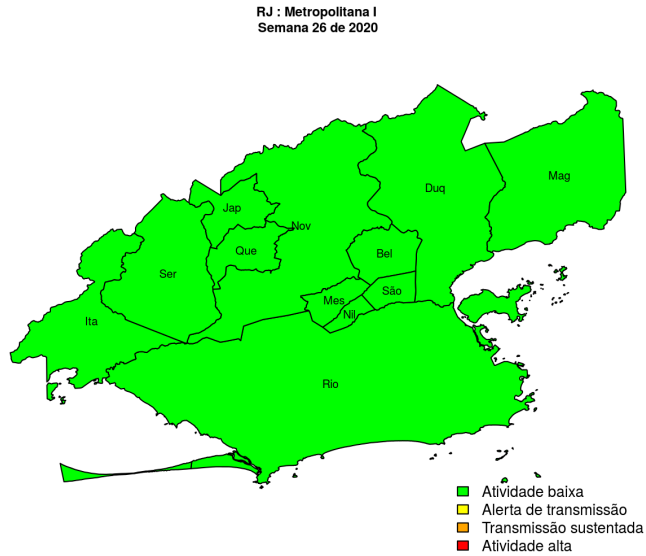 RJ : Metropolitana I
Semana 26 de 2020
Mag
Duq
Jap
Nov
Que
Bel
Ser
São
Mes
Nil
Ita
Rio
Atividade baixa
Alerta de transmissão
Transmissão sustentada
Atividade alta